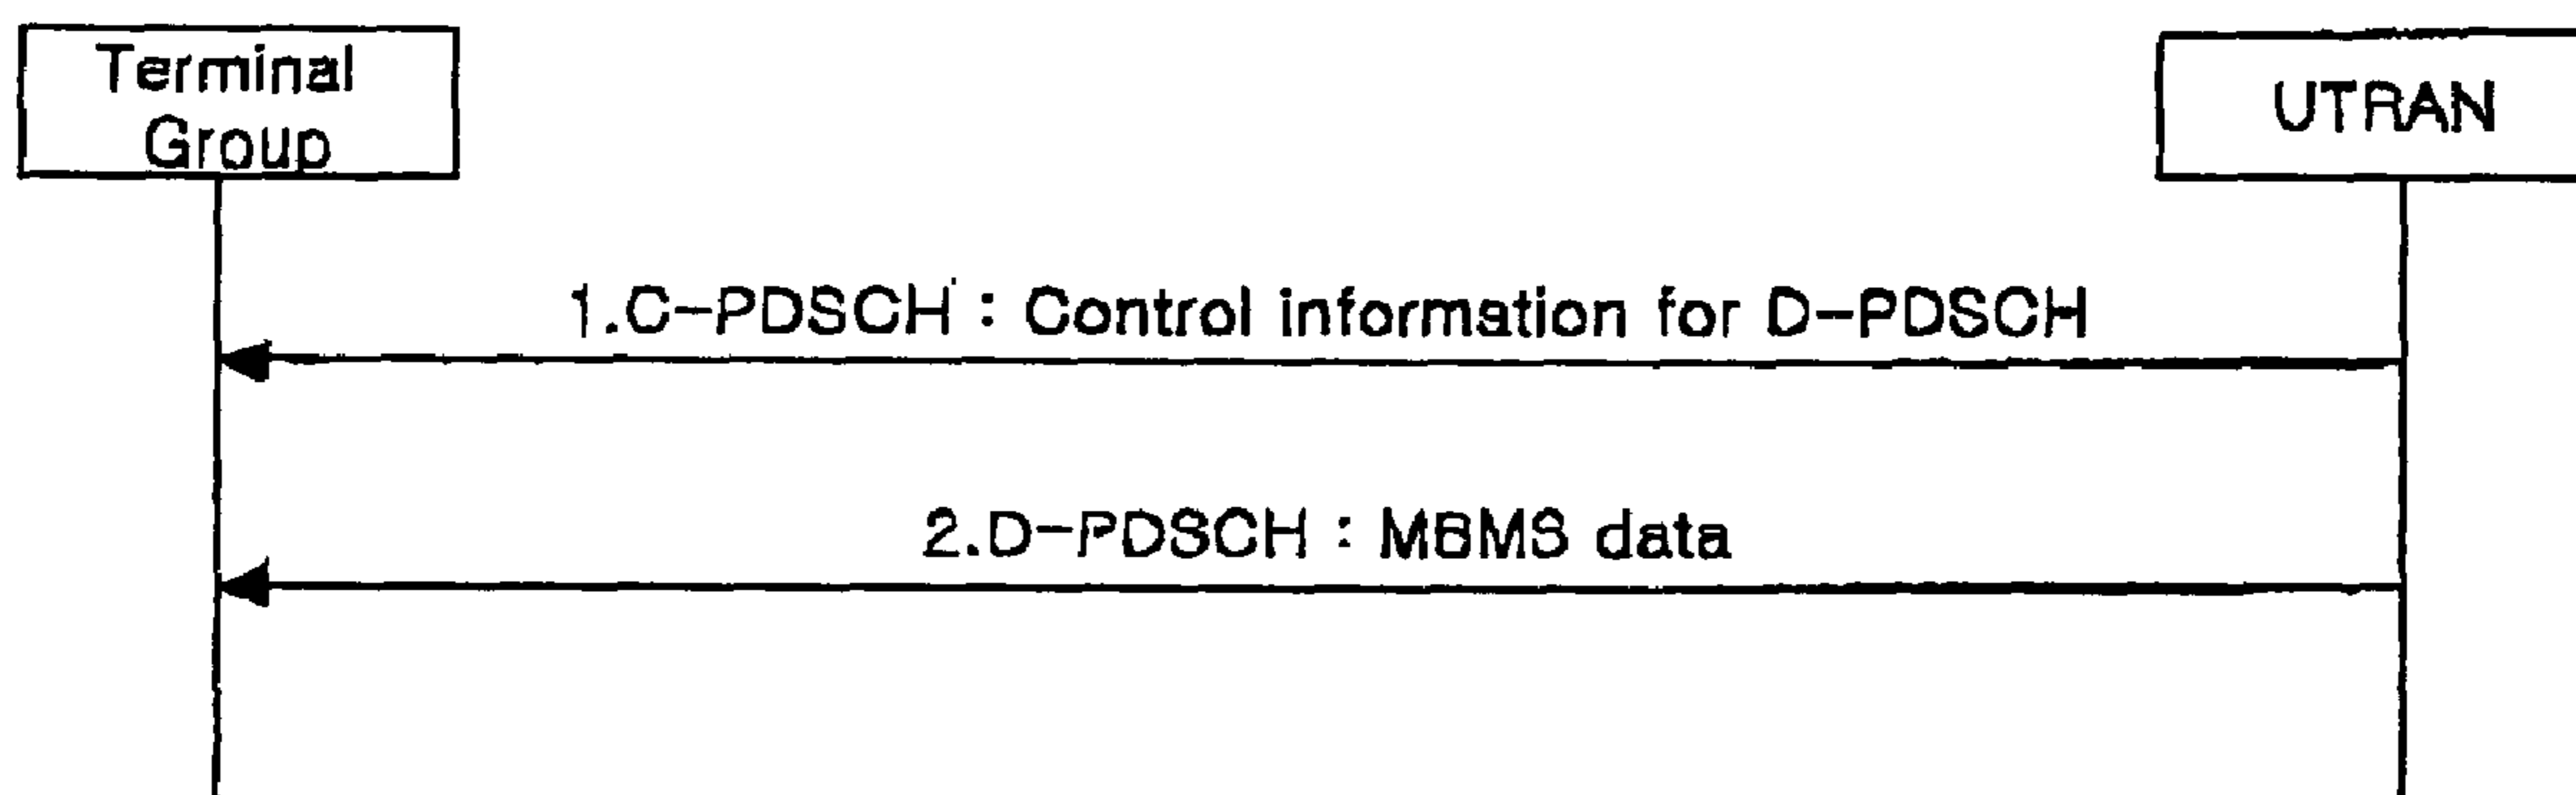 Terminal
Group
UTRAN
1.C-PDSCH : Control information for D-PDSCH
2.D-PDSCH : MBMS data